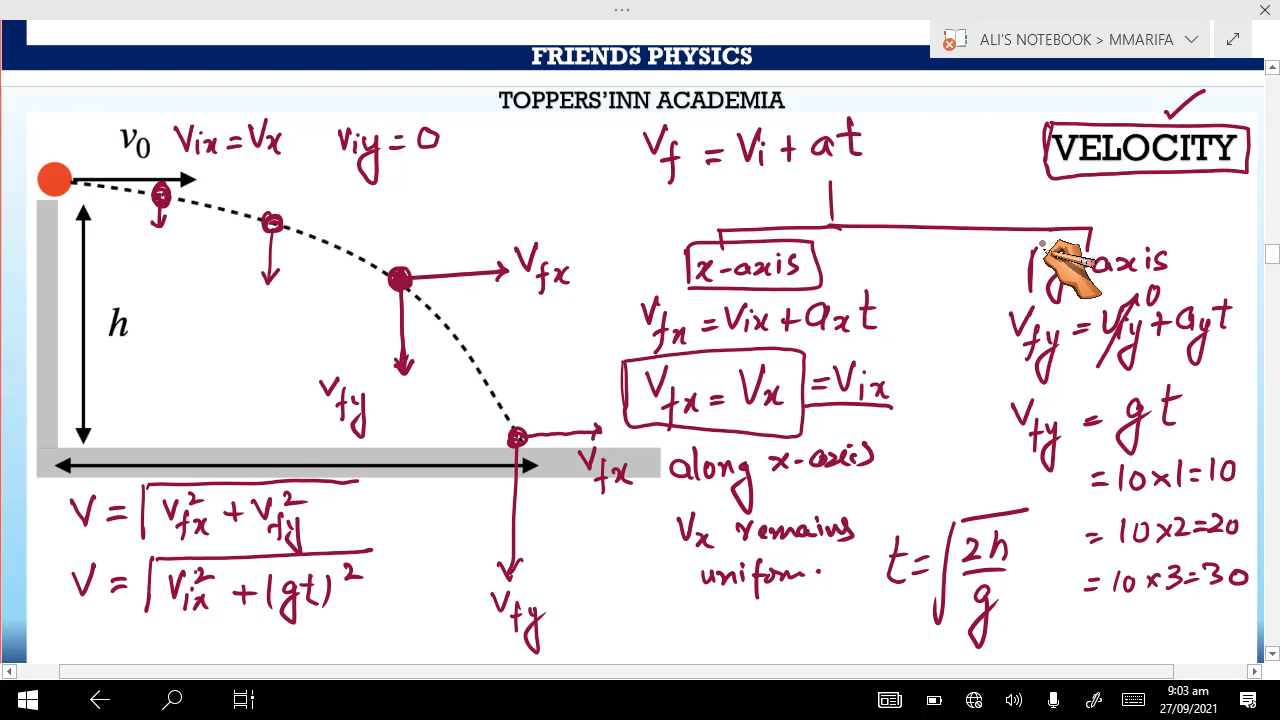 ALI'S NOTEBOOK > MMARIFA
FRIENDS PHYSICS
TOPPERS'INN ACADEMIA
v0
Vix = Vx
Viy = 0
Vf = Vi + at
VELOCITY
x-axis
axis
Vfx
Vfx = Vix + axt
Vfy = Vfy + ayt
0
h
Vfx = Vx = Vix
Vfy
Vfy = gt
along x-axis
= 10×1=10
Vfx
V = √Vfx² + Vfy²
Vx remains
= 10×2=20
uniform.
t = √2h/g
= 10×3=30
V = √Vix² + (gt)²
Vfy
9:03 am
27/09/2021